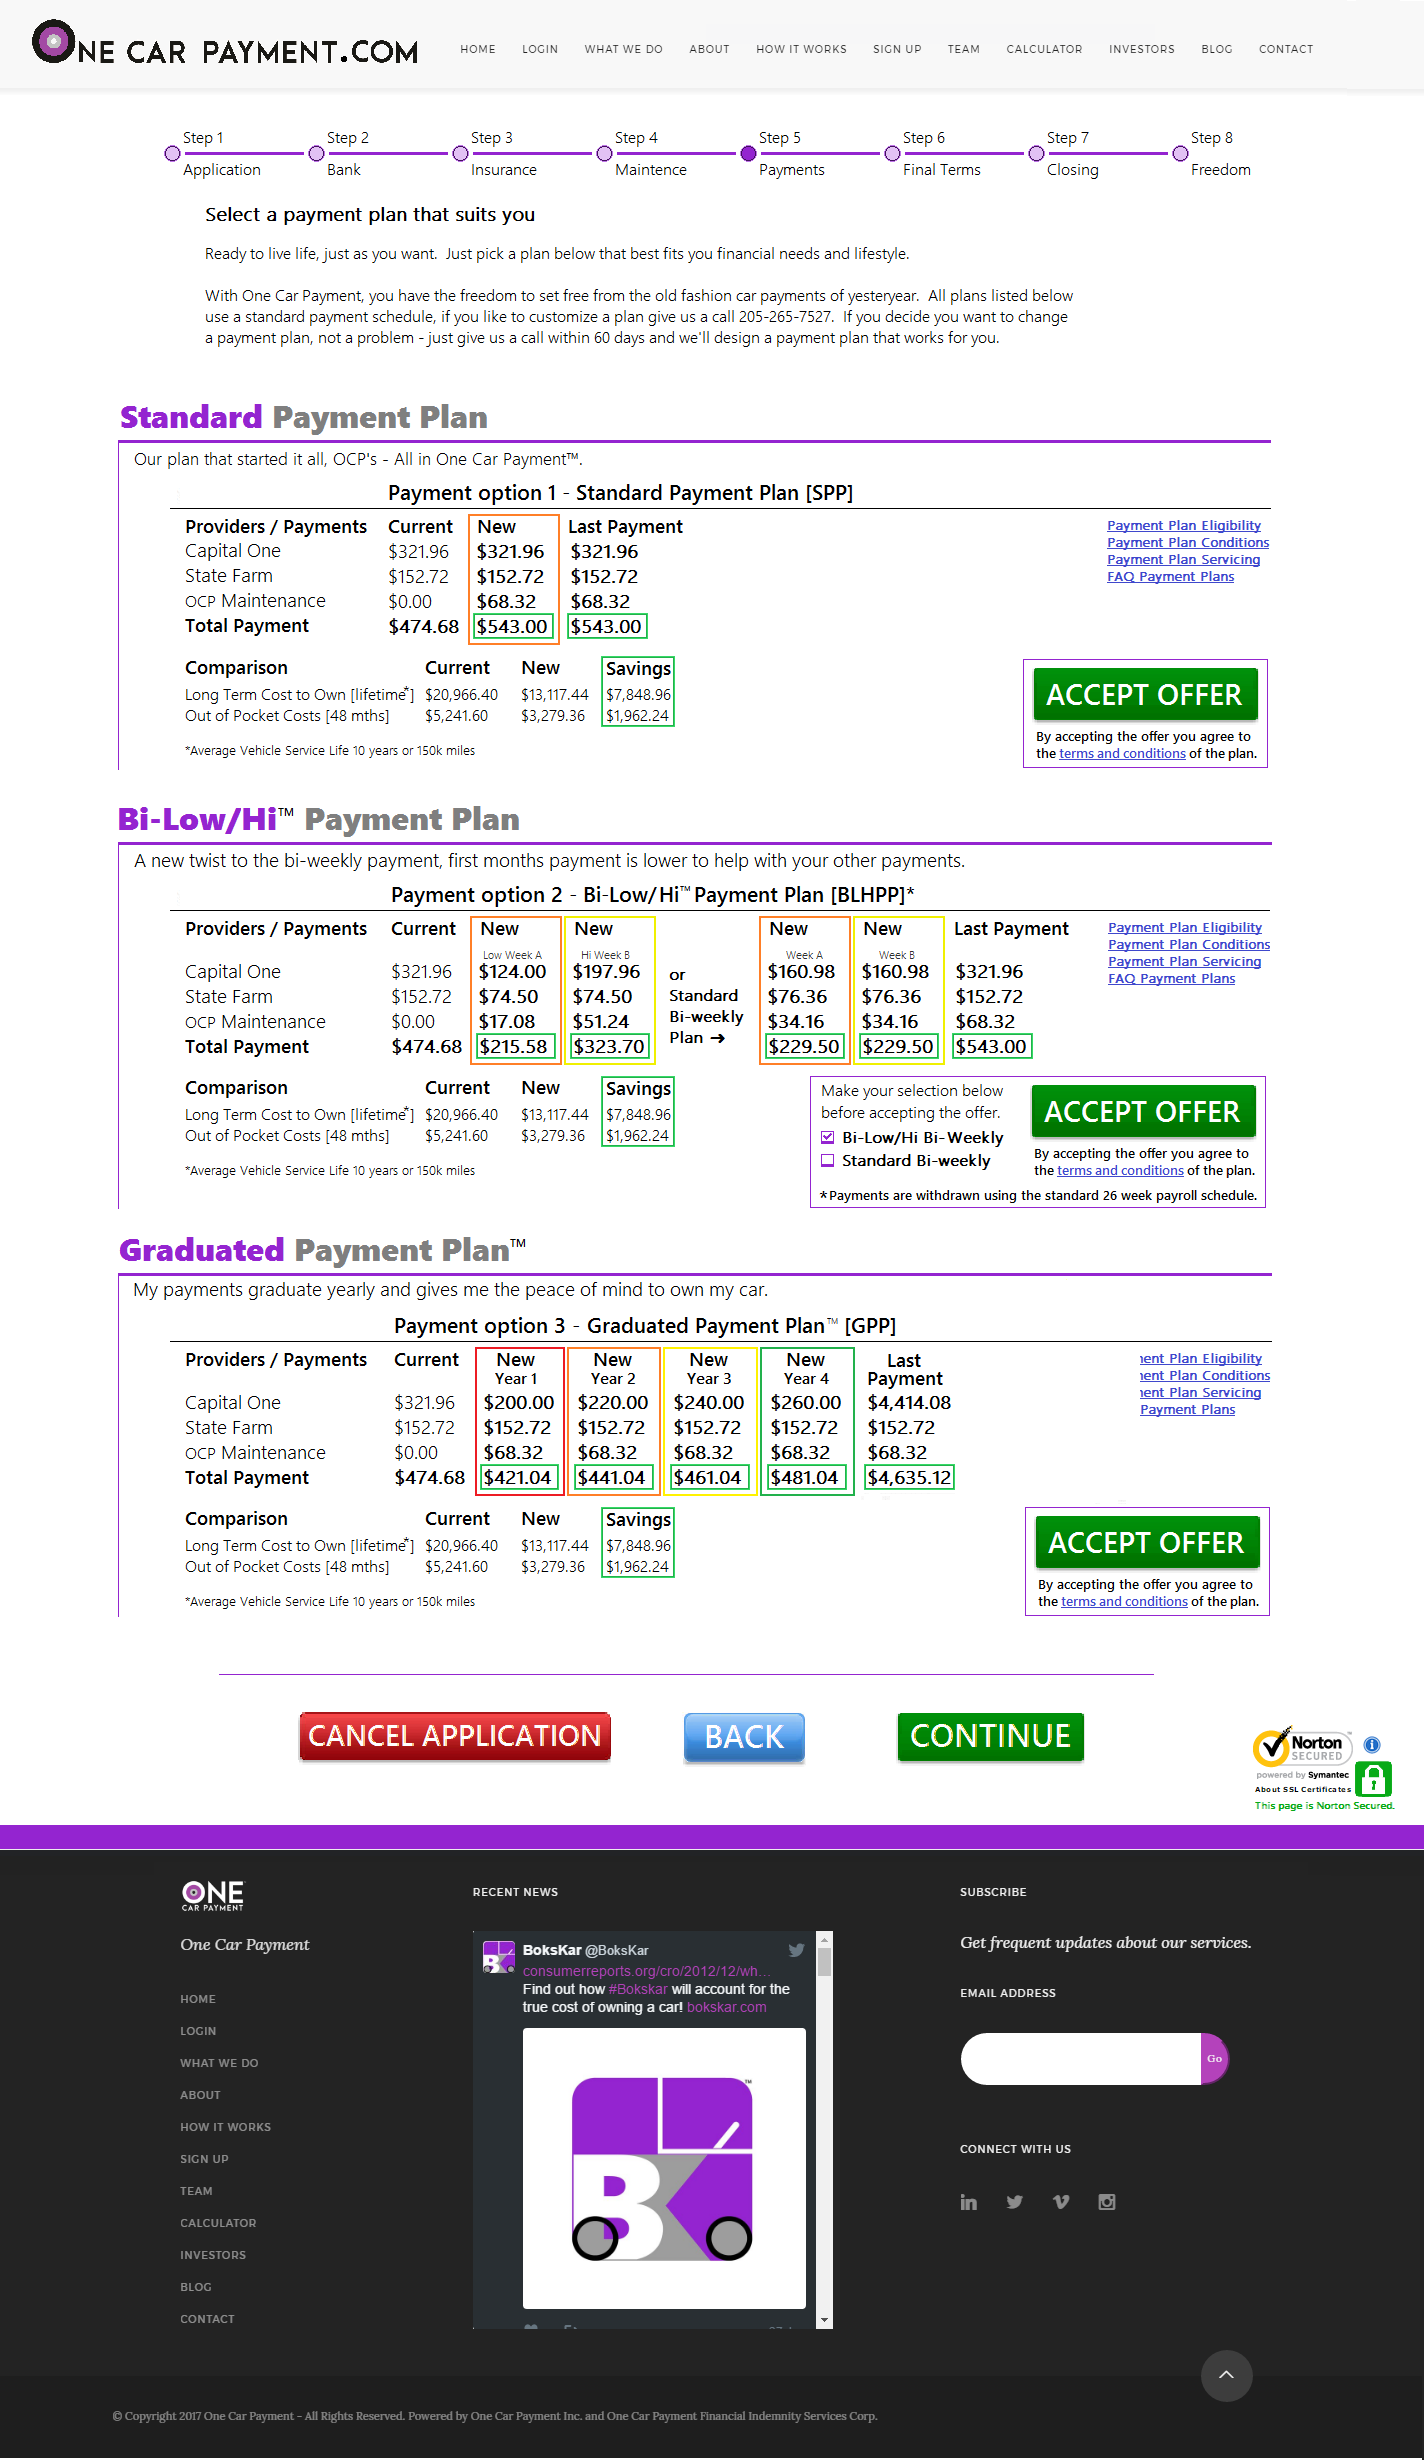 ONE CAR PAYMENT.COM
HOME LOGIN WHAT WE DO ABOUT HOW IT WORKS SIGN UP TEAM CALCULATOR INVESTORS BLOG CONTACT
Step 1 Step 2 Step 3 Step 4 Step 5 Step 6 Step 7 Step 8
Application Bank Insurance Maintence Payments Final Terms Closing Freedom
Select a payment plan that suits you
Ready to live life, just as you want. Just pick a plan below that best fits you financial needs and lifestyle.
With One Car Payment, you have the freedom to set free from the old fashion car payments of yesteryear. All plans listed below
use a standard payment schedule, if you like to customize a plan give us a call 205-265-7527. If you decide you want to change
a payment plan, not a problem - just give us a call within 60 days and we'll design a payment plan that works for you.
Standard Payment Plan
Our plan that started it all, OCP's - All in One Car Payment™.
Payment option 1 - Standard Payment Plan [SPP]
Providers / Payments Current New Last Payment
Capital One $321.96 $321.96 $321.96
State Farm $152.72 $152.72 $152.72
OCP Maintenance $0.00 $68.32 $68.32
Total Payment $474.68 $543.00 $543.00
Payment Plan Eligibility
Payment Plan Conditions
Payment Plan Servicing
FAQ Payment Plans
Comparison Current New Savings
Long Term Cost to Own [lifetime*] $20,966.40 $13,117.44 $7,848.96
Out of Pocket Costs [48 mths] $5,241.60 $3,279.36 $1,962.24
*Average Vehicle Service Life 10 years or 150k miles
ACCEPT OFFER
By accepting the offer you agree to
the terms and conditions of the plan.
Bi-Low/Hi™ Payment Plan
A new twist to the bi-weekly payment, first months payment is lower to help with your other payments.
Payment option 2 - Bi-Low/Hi™ Payment Plan [BLHPP]*
Providers / Payments Current New New New New Last Payment
Low Week A Hi Week B Week A Week B
Capital One $321.96 $124.00 $197.96 $160.98 $160.98 $321.96
State Farm $152.72 $74.50 $74.50 $76.36 $76.36 $152.72
OCP Maintenance $0.00 $17.08 $51.24 $34.16 $34.16 $68.32
Total Payment $474.68 $215.58 $323.70 $229.50 $229.50 $543.00
or
Standard
Bi-weekly
Plan ➔
Payment Plan Eligibility
Payment Plan Conditions
Payment Plan Servicing
FAQ Payment Plans
Comparison Current New Savings
Long Term Cost to Own [lifetime*] $20,966.40 $13,117.44 $7,848.96
Out of Pocket Costs [48 mths] $5,241.60 $3,279.36 $1,962.24
*Average Vehicle Service Life 10 years or 150k miles
Make your selection below
before accepting the offer.
Bi-Low/Hi Bi-Weekly
Standard Bi-weekly
ACCEPT OFFER
By accepting the offer you agree to
the terms and conditions of the plan.
*Payments are withdrawn using the standard 26 week payroll schedule.
Graduated Payment Plan™
My payments graduate yearly and gives me the peace of mind to own my car.
Payment option 3 - Graduated Payment Plan™ [GPP]
Providers / Payments Current New New New New Last
Year 1 Year 2 Year 3 Year 4 Payment
Capital One $321.96 $200.00 $220.00 $240.00 $260.00 $4,414.08
State Farm $152.72 $152.72 $152.72 $152.72 $152.72 $152.72
OCP Maintenance $0.00 $68.32 $68.32 $68.32 $68.32 $68.32
Total Payment $474.68 $421.04 $441.04 $461.04 $481.04 $4,635.12
ent Plan Eligibility
ent Plan Conditions
ent Plan Servicing
Payment Plans
Comparison Current New Savings
Long Term Cost to Own [lifetime*] $20,966.40 $13,117.44 $7,848.96
Out of Pocket Costs [48 mths] $5,241.60 $3,279.36 $1,962.24
*Average Vehicle Service Life 10 years or 150k miles
ACCEPT OFFER
By accepting the offer you agree to
the terms and conditions of the plan.
CANCEL APPLICATION BACK CONTINUE
Norton
SECURED
powered by Symantec
About SSL Certificates
This page is Norton Secured.
ONE
CAR PAYMENT
One Car Payment
HOME
LOGIN
WHAT WE DO
ABOUT
HOW IT WORKS
SIGN UP
TEAM
CALCULATOR
INVESTORS
BLOG
CONTACT
RECENT NEWS
BoksKar @BoksKar
consumerreports.org/cro/2012/12/wh...
Find out how #Bokskar will account for the
true cost of owning a car! bokskar.com
BK
SUBSCRIBE
Get frequent updates about our services.
EMAIL ADDRESS
Go
CONNECT WITH US
© Copyright 2017 One Car Payment - All Rights Reserved. Powered by One Car Payment Inc. and One Car Payment Financial Indemnity Services Corp.